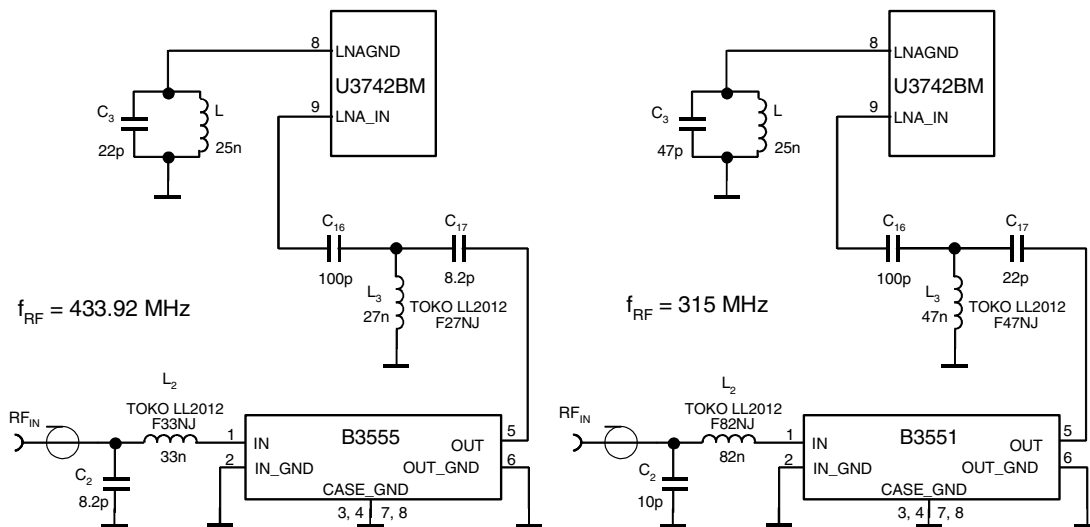 8
LNAGND
U3742BM
9
LNA_IN
C3
22p
L
25n
C16
100p
C17
8.2p
L3
27n
TOKO LL2012
F27NJ
fRF = 433.92 MHz
L2
TOKO LL2012
F33NJ
33n
RFIN
C2
8.2p
1
IN
2
IN_GND
B3555
OUT
5
OUT_GND
6
CASE_GND
3, 4
7, 8
8
LNAGND
U3742BM
9
LNA_IN
C3
47p
L
25n
C16
100p
C17
22p
L3
47n
TOKO LL2012
F47NJ
fRF = 315 MHz
L2
TOKO LL2012
F82NJ
82n
RFIN
C2
10p
1
IN
2
IN_GND
B3551
OUT
5
OUT_GND
6
CASE_GND
3, 4
7, 8